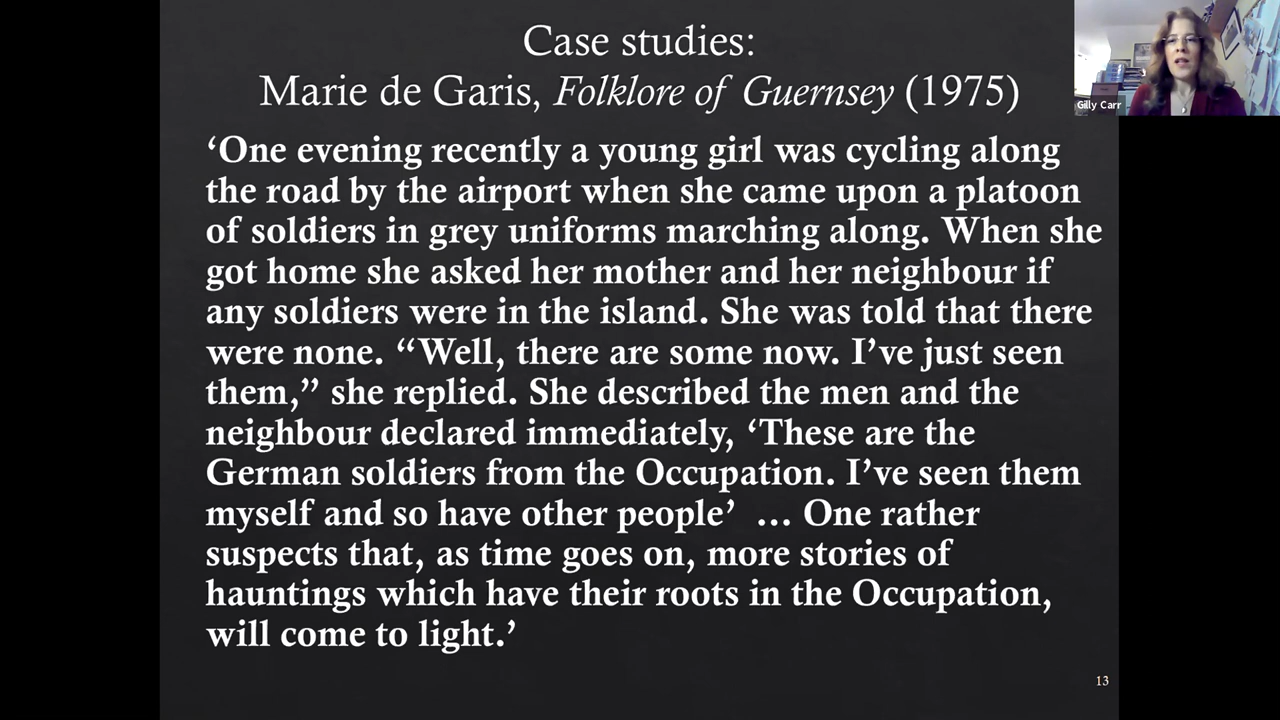 Case studies:
Marie de Garis, Folklore of Guernsey (1975)
Gilly Carr
‘One evening recently a young girl was cycling along
the road by the airport when she came upon a platoon
of soldiers in grey uniforms marching along. When she
got home she asked her mother and her neighbour if
any soldiers were in the island. She was told that there
were none. “Well, there are some now. I’ve just seen
them,” she replied. She described the men and the
neighbour declared immediately, ‘These are the
German soldiers from the Occupation. I’ve seen them
myself and so have other people’ … One rather
suspects that, as time goes on, more stories of
hauntings which have their roots in the Occupation,
will come to light.’
13